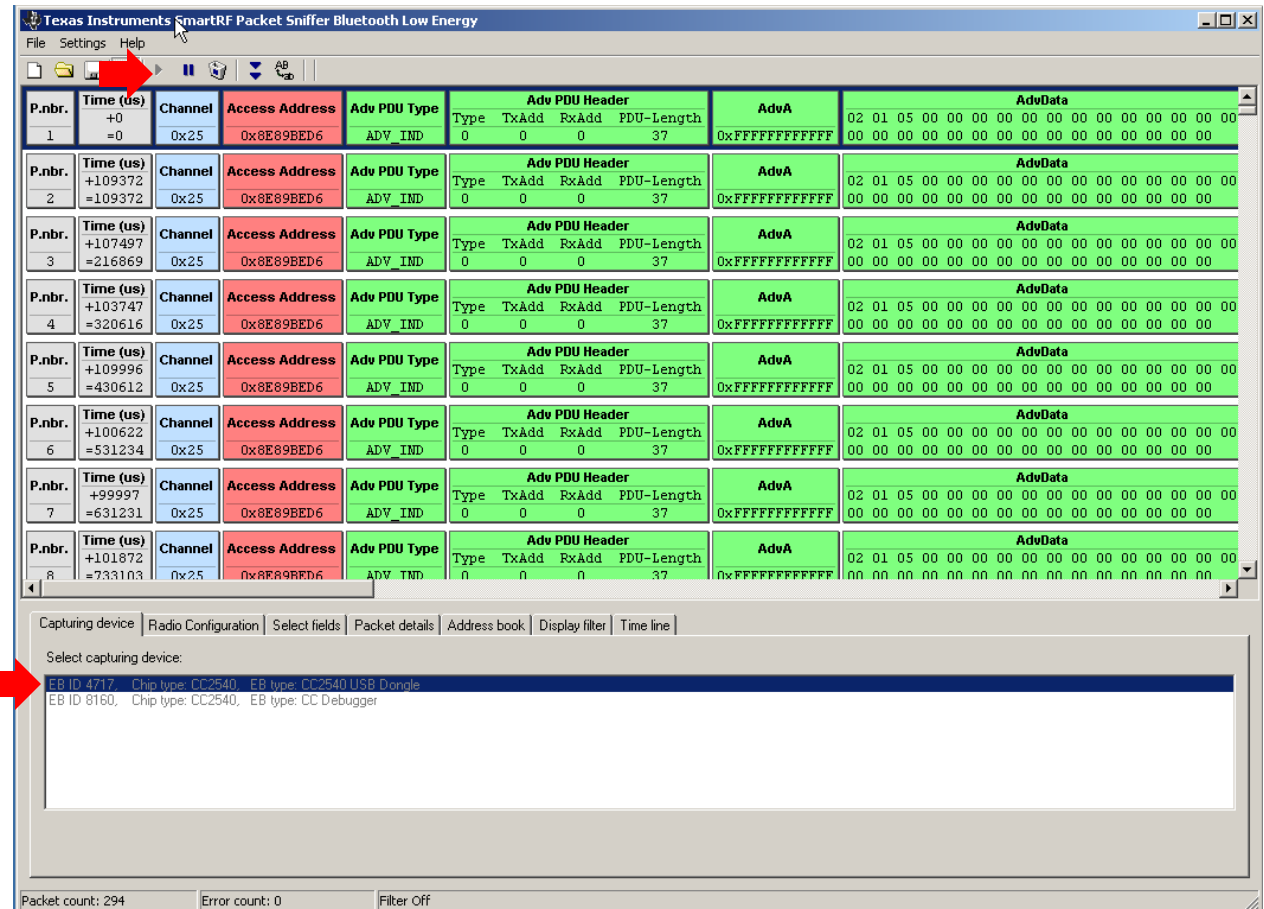 Texas Instruments SmartRF Packet Sniffer Bluetooth Low Energy
File Settings Help
P.nbr. Time (us) Channel Access Address Adv PDU Type Adv PDU Header AdvA AdvData
+0 Type TxAdd RxAdd PDU-Length 02 01 05 00 00 00 00 00 00 00 00 00 00 00 00 00
1 =0 0x25 0x8E89BED6 ADV_IND 0 0 0 37 0xFFFFFFFFFFFF 00 00 00 00 00 00 00 00 00 00 00 00 00 00 00
P.nbr. Time (us) Channel Access Address Adv PDU Type Adv PDU Header AdvA AdvData
+109372 Type TxAdd RxAdd PDU-Length 02 01 05 00 00 00 00 00 00 00 00 00 00 00 00 00
2 =109372 0x25 0x8E89BED6 ADV_IND 0 0 0 37 0xFFFFFFFFFFFF 00 00 00 00 00 00 00 00 00 00 00 00 00 00 00
P.nbr. Time (us) Channel Access Address Adv PDU Type Adv PDU Header AdvA AdvData
+107497 Type TxAdd RxAdd PDU-Length 02 01 05 00 00 00 00 00 00 00 00 00 00 00 00 00
3 =216869 0x25 0x8E89BED6 ADV_IND 0 0 0 37 0xFFFFFFFFFFFF 00 00 00 00 00 00 00 00 00 00 00 00 00 00 00
P.nbr. Time (us) Channel Access Address Adv PDU Type Adv PDU Header AdvA AdvData
+103747 Type TxAdd RxAdd PDU-Length 02 01 05 00 00 00 00 00 00 00 00 00 00 00 00 00
4 =320616 0x25 0x8E89BED6 ADV_IND 0 0 0 37 0xFFFFFFFFFFFF 00 00 00 00 00 00 00 00 00 00 00 00 00 00 00
P.nbr. Time (us) Channel Access Address Adv PDU Type Adv PDU Header AdvA AdvData
+109996 Type TxAdd RxAdd PDU-Length 02 01 05 00 00 00 00 00 00 00 00 00 00 00 00 00
5 =430612 0x25 0x8E89BED6 ADV_IND 0 0 0 37 0xFFFFFFFFFFFF 00 00 00 00 00 00 00 00 00 00 00 00 00 00 00
P.nbr. Time (us) Channel Access Address Adv PDU Type Adv PDU Header AdvA AdvData
+100622 Type TxAdd RxAdd PDU-Length 02 01 05 00 00 00 00 00 00 00 00 00 00 00 00 00
6 =531234 0x25 0x8E89BED6 ADV_IND 0 0 0 37 0xFFFFFFFFFFFF 00 00 00 00 00 00 00 00 00 00 00 00 00 00 00
P.nbr. Time (us) Channel Access Address Adv PDU Type Adv PDU Header AdvA AdvData
+99997 Type TxAdd RxAdd PDU-Length 02 01 05 00 00 00 00 00 00 00 00 00 00 00 00 00
7 =631231 0x25 0x8E89BED6 ADV_IND 0 0 0 37 0xFFFFFFFFFFFF 00 00 00 00 00 00 00 00 00 00 00 00 00 00 00
P.nbr. Time (us) Channel Access Address Adv PDU Type Adv PDU Header AdvA AdvData
+101872 Type TxAdd RxAdd PDU-Length 02 01 05 00 00 00 00 00 00 00 00 00 00 00 00 00
8 =733103 0x25 0x8E89BED6 ADV_IND 0 0 0 37 0xFFFFFFFFFFFF 00 00 00 00 00 00 00 00 00 00 00 00 00 00 00
Capturing device Radio Configuration Select fields Packet details Address book Display filter Time line
Select capturing device:
EB ID 4717, Chip type: CC2540, EB type: CC2540 USB Dongle
EB ID 8160, Chip type: CC2540, EB type: CC Debugger
Packet count: 294 Error count: 0 Filter Off